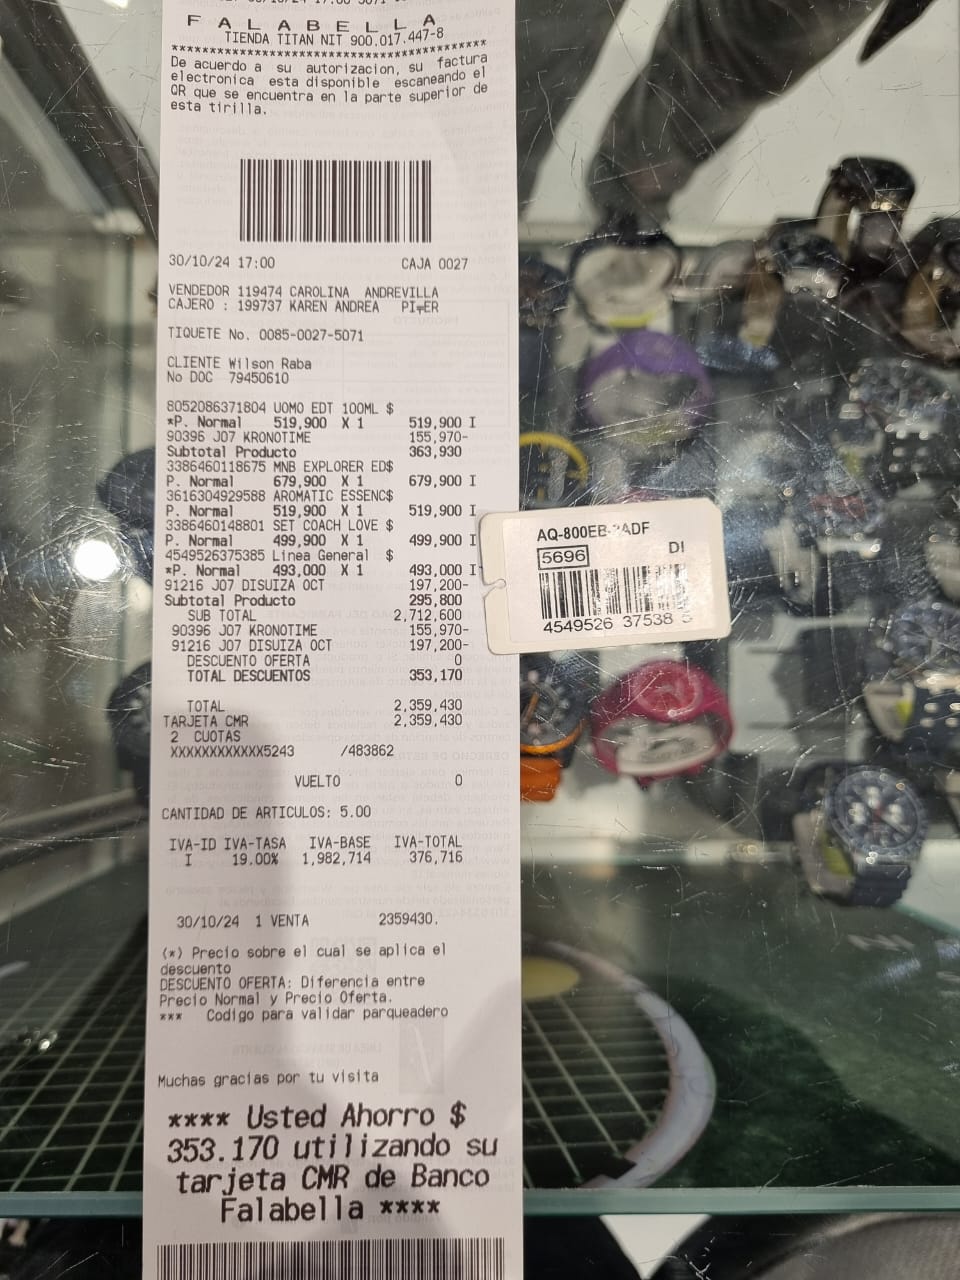 F A L A B E L L A
TIENDA TITAN NIT 900.017.447-8
****************************************
De acuerdo a su autorizacion, su factura
electronica esta disponible escaneando el
QR que se encuentra en la parte superior de
esta tirilla.
30/10/24 17:00 CAJA 0027
VENDEDOR 119474 CAROLINA ANDREVILLA
CAJERO : 199737 KAREN ANDREA
TIQUETE No. 0085-0027-5071
CLIENTE Wilson Raba
No DOC 79450610
8052086371804 UOMO EDT 100ML $
*P. Normal 519,900 X 1 519,900 I
90396 J07 KRONOTIME 155,970-
Subtotal Producto 363,930
3386460118675 MNB EXPLORER ED$
P. Normal 679,900 X 1 679,900 I
3616304929588 AROMATIC ESSENC$
P. Normal 519,900 X 1 519,900 I
3386460148801 SET COACH LOVE $
P. Normal 499,900 X 1 499,900 I
4549526375385 Linea General $
*P. Normal 493,000 X 1 493,000 I
91216 J07 DISUIZA OCT 197,200-
Subtotal Producto 295,800
SUB TOTAL 2,712,600
90396 J07 KRONOTIME 155,970-
91216 J07 DISUIZA OCT 197,200-
DESCUENTO OFERTA 0
TOTAL DESCUENTOS 353,170
TOTAL 2,359,430
TARJETA CMR 2,359,430
2 CUOTAS
XXXXXXXXXXXX5243 /483862
VUELTO 0
CANTIDAD DE ARTICULOS: 5.00
IVA-ID IVA-TASA IVA-BASE IVA-TOTAL
I 19.00% 1,982,714 376,716
30/10/24 1 VENTA 2359430.
(*) Precio sobre el cual se aplica el
descuento
DESCUENTO OFERTA: Diferencia entre
Precio Normal y Precio Oferta.
*** Codigo para validar parqueadero
Muchas gracias por tu visita
**** Usted Ahorro $
353.170 utilizando su
tarjeta CMR de Banco
Falabella ****
5696
DI
4549526 37538